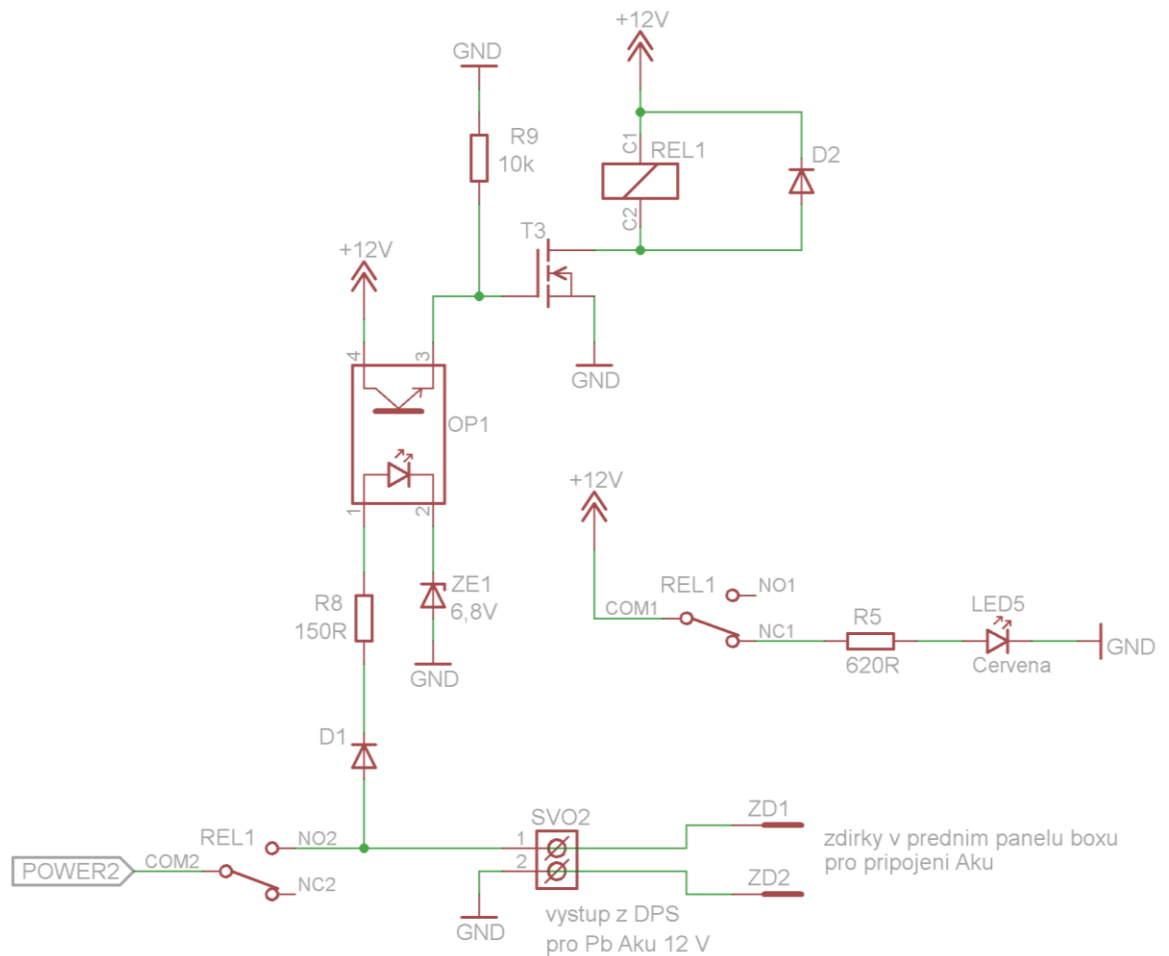 +12V
GND
R9
10k
C1
REL1
C2
D2
T3
+12V
4
3
GND
OP1
1
2
+12V
ZE1
6,8V
R8
150R
GND
REL1
NO1
COM1
NC1
R5
620R
LED5
Cervena
GND
D1
SVO2
ZD1
REL1
NO2
1
zdirky v prednim panelu boxu
pro pripojeni Aku
POWER2
COM2
NC2
2
ZD2
GND
vystup z DPS
pro Pb Aku 12 V